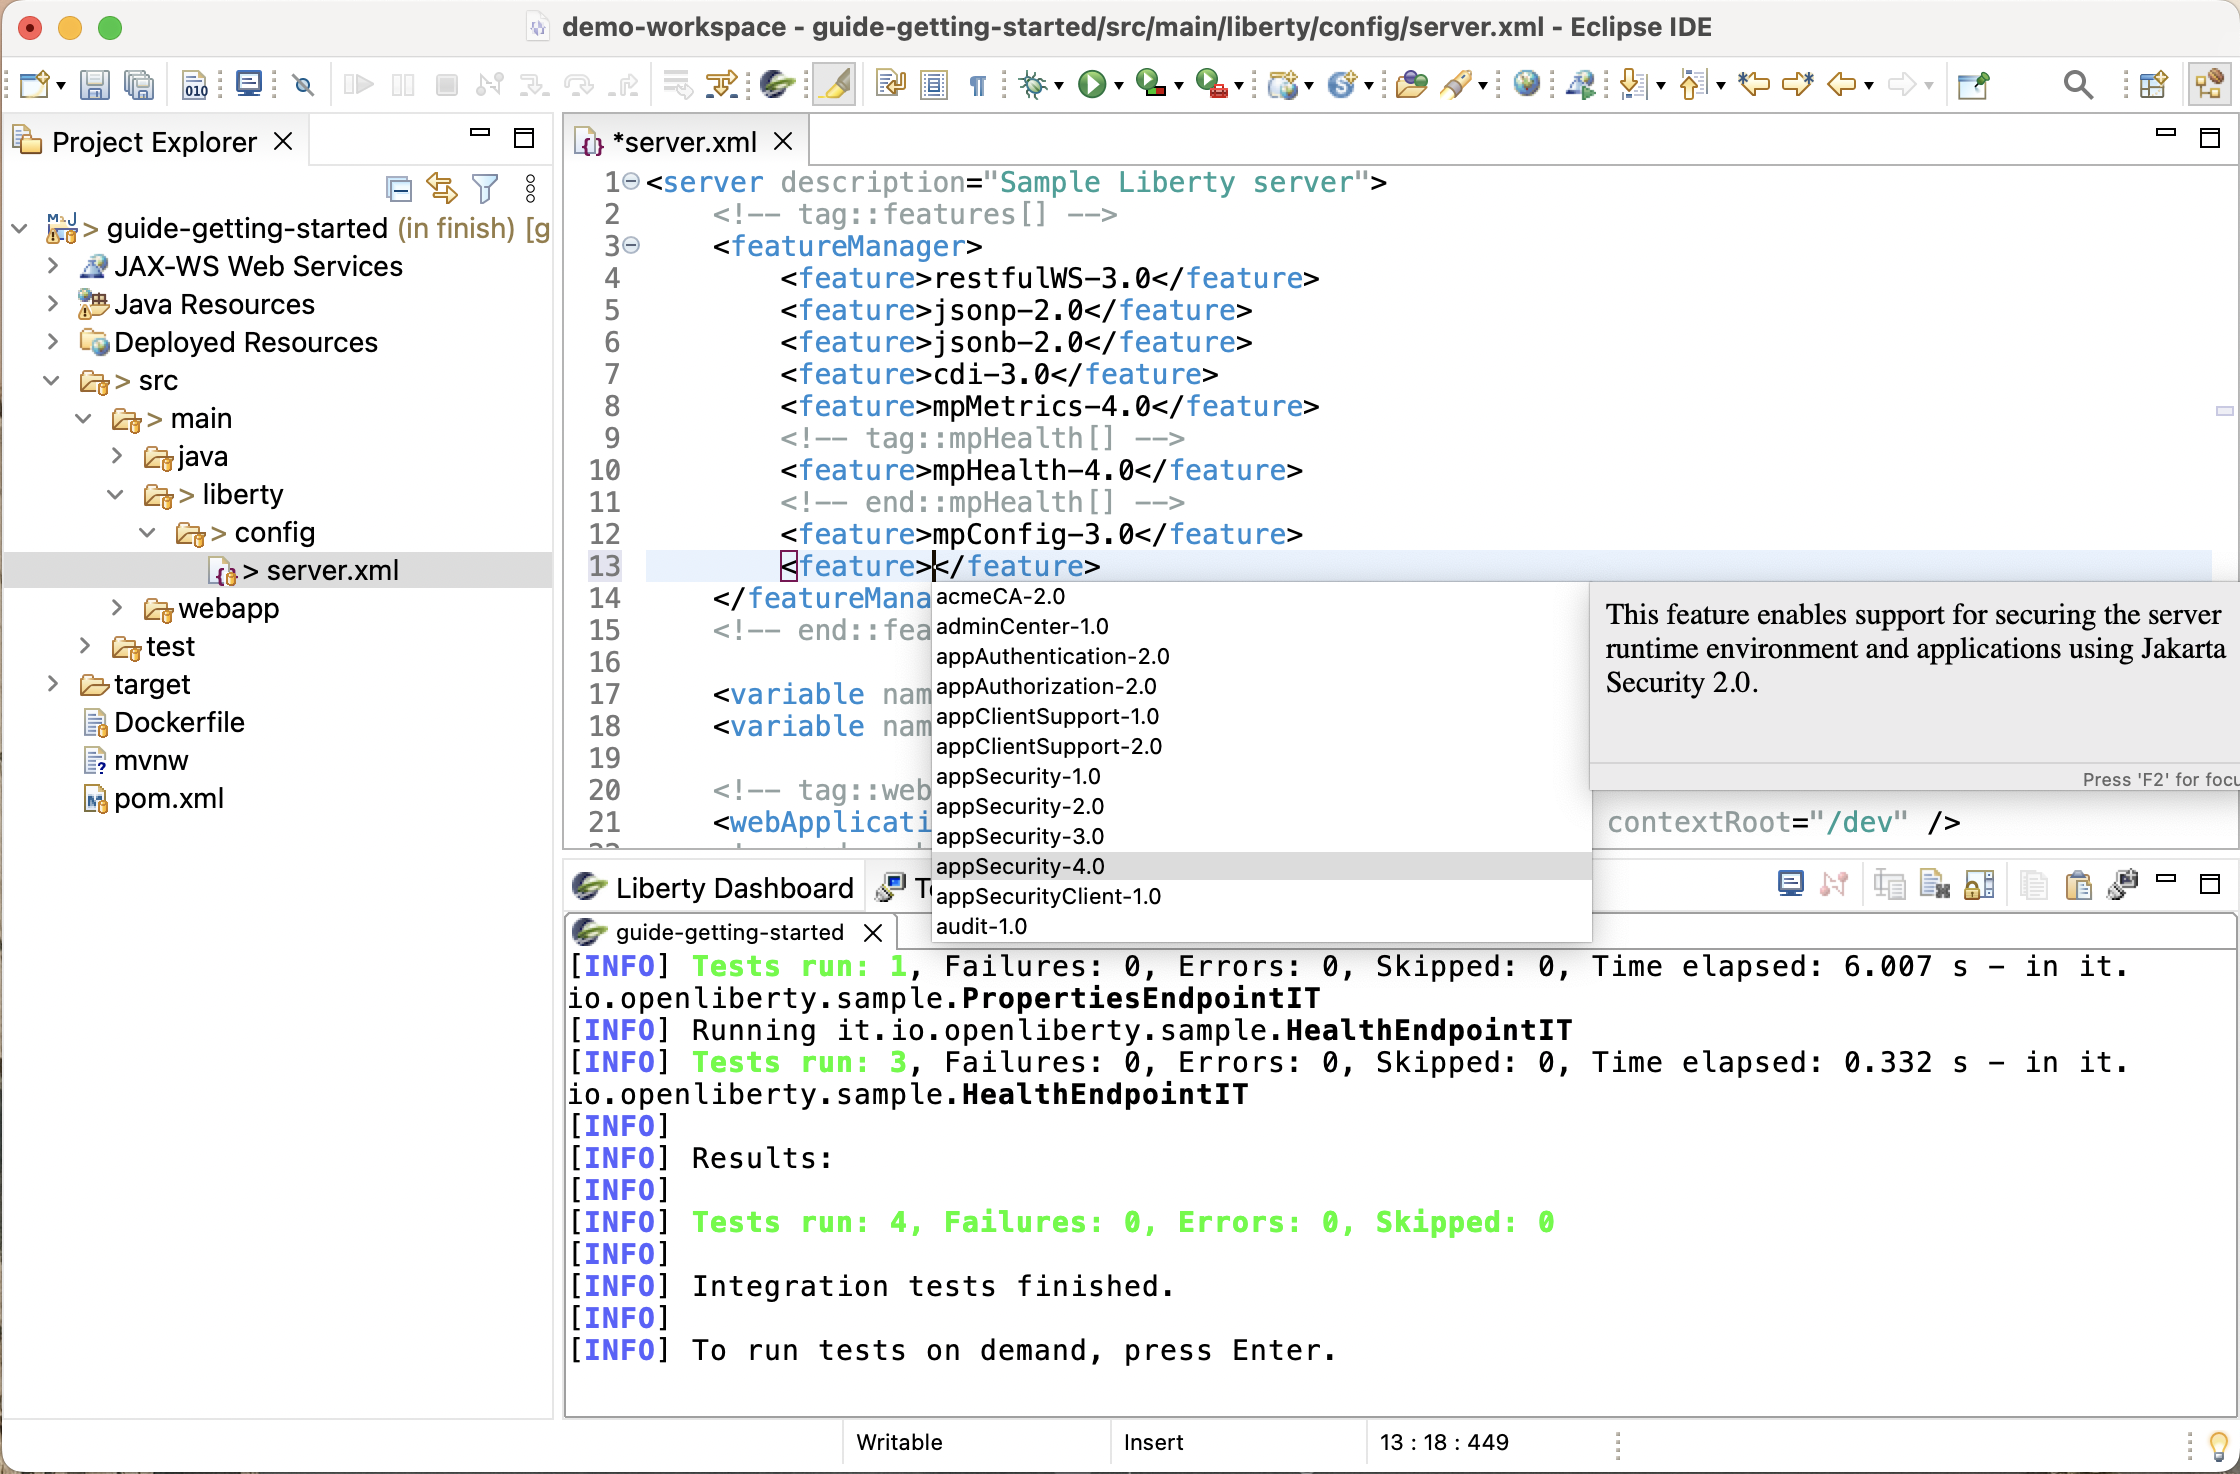 demo-workspace - guide-getting-started/src/main/liberty/config/server.xml - Eclipse IDE
010
Project Explorer
> guide-getting-started (in finish) [g
JAX-WS Web Services
Java Resources
Deployed Resources
> src
> main
java
> liberty
> config
> server.xml
webapp
test
target
Dockerfile
mvnw
pom.xml
*server.xml
1 <server description="Sample Liberty server">
2 <!-- tag::features[] -->
3 <featureManager>
4 <feature>restfulWS-3.0</feature>
5 <feature>jsonp-2.0</feature>
6 <feature>jsonb-2.0</feature>
7 <feature>cdi-3.0</feature>
8 <feature>mpMetrics-4.0</feature>
9 <!-- tag::mpHealth[] -->
10 <feature>mpHealth-4.0</feature>
11 <!-- end::mpHealth[] -->
12 <feature>mpConfig-3.0</feature>
13 <feature></feature>
14 </featureMana
15 <!-- end::fea
16
17 <variable nam
18 <variable nam
19
20 <!-- tag::web
21 <webApplicati contextRoot="/dev" />
acmeCA-2.0
adminCenter-1.0
appAuthentication-2.0
appAuthorization-2.0
appClientSupport-1.0
appClientSupport-2.0
appSecurity-1.0
appSecurity-2.0
appSecurity-3.0
appSecurity-4.0
appSecurityClient-1.0
audit-1.0
This feature enables support for securing the server
runtime environment and applications using Jakarta
Security 2.0.
Press 'F2' for focu
Liberty Dashboard
Te
guide-getting-started
[INFO] Tests run: 1, Failures: 0, Errors: 0, Skipped: 0, Time elapsed: 6.007 s - in it.
io.openliberty.sample.PropertiesEndpointIT
[INFO] Running it.io.openliberty.sample.HealthEndpointIT
[INFO] Tests run: 3, Failures: 0, Errors: 0, Skipped: 0, Time elapsed: 0.332 s - in it.
io.openliberty.sample.HealthEndpointIT
[INFO]
[INFO] Results:
[INFO]
[INFO] Tests run: 4, Failures: 0, Errors: 0, Skipped: 0
[INFO]
[INFO] Integration tests finished.
[INFO]
[INFO] To run tests on demand, press Enter.
Writable
Insert
13 : 18 : 449